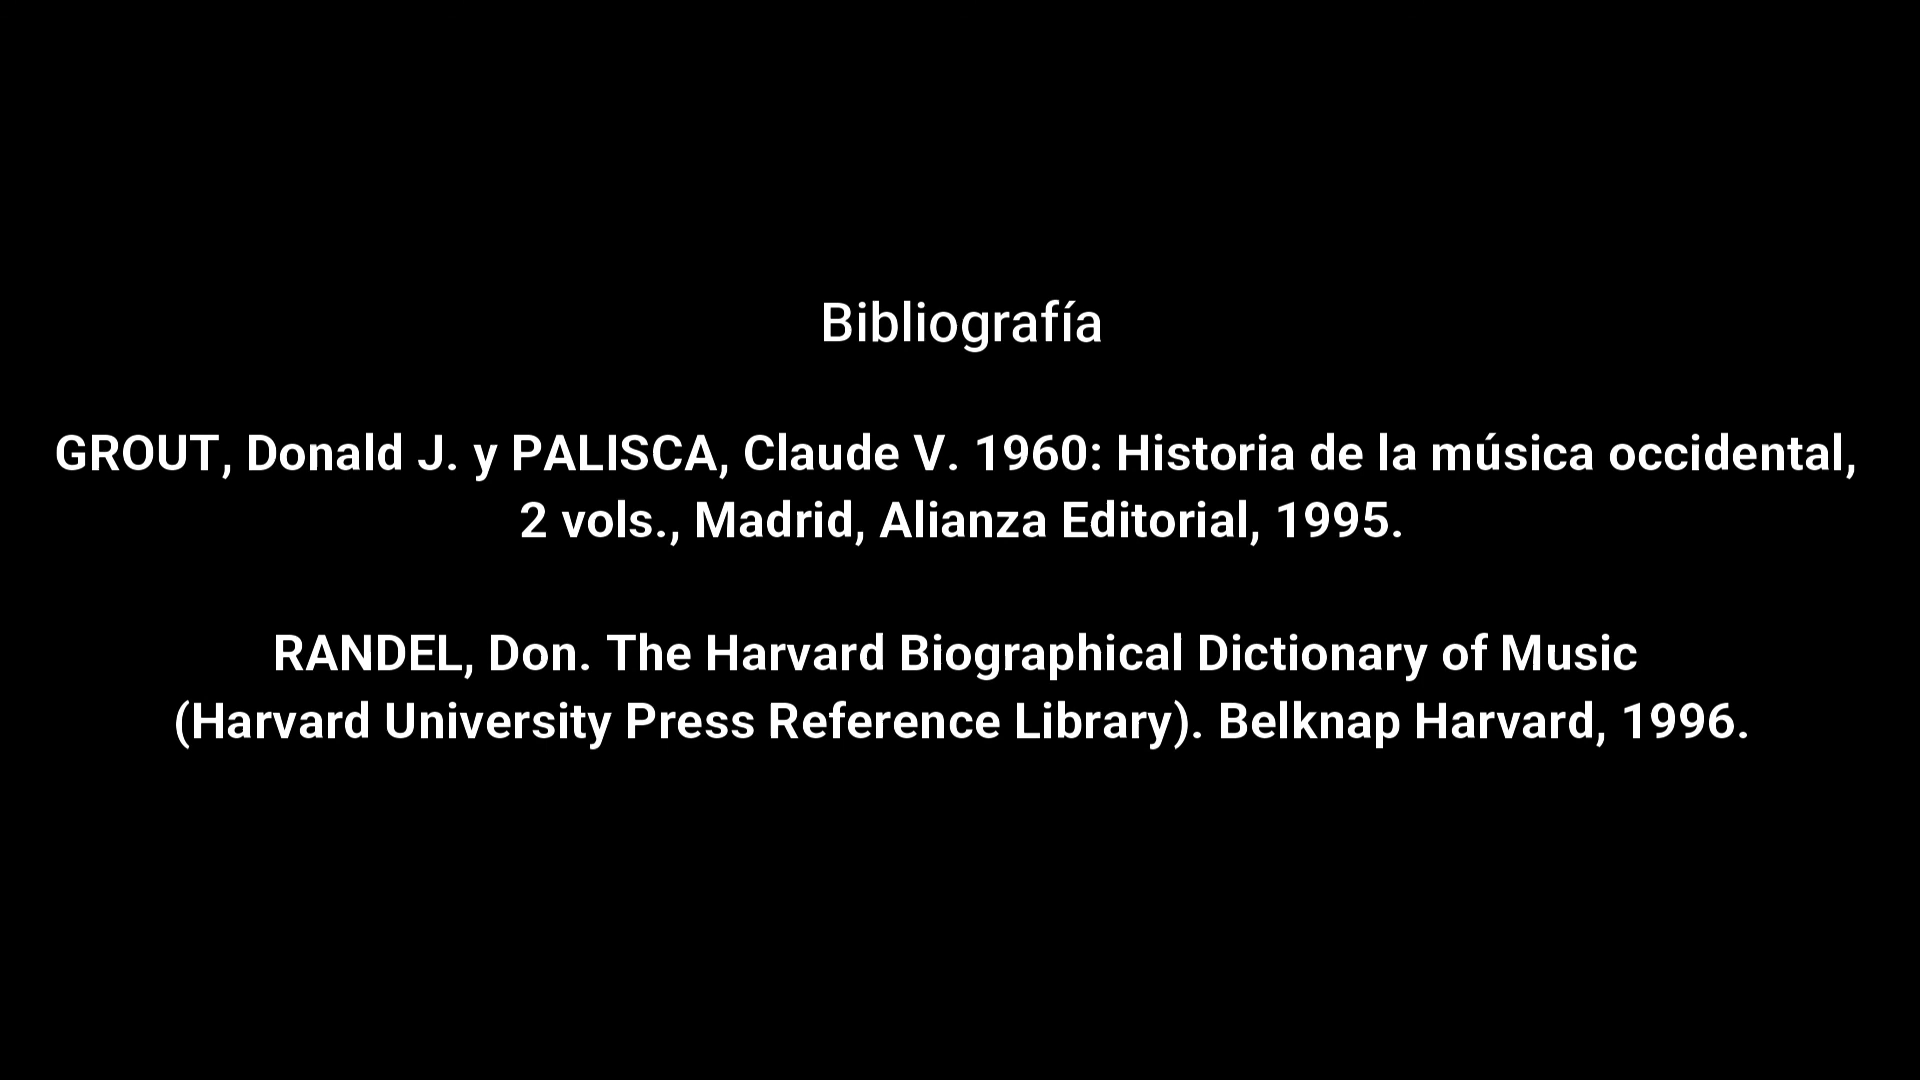 Bibliografía
GROUT, Donald J. y PALISCA, Claude V. 1960: Historia de la música occidental,
2 vols., Madrid, Alianza Editorial, 1995.
RANDEL, Don. The Harvard Biographical Dictionary of Music
(Harvard University Press Reference Library). Belknap Harvard, 1996.